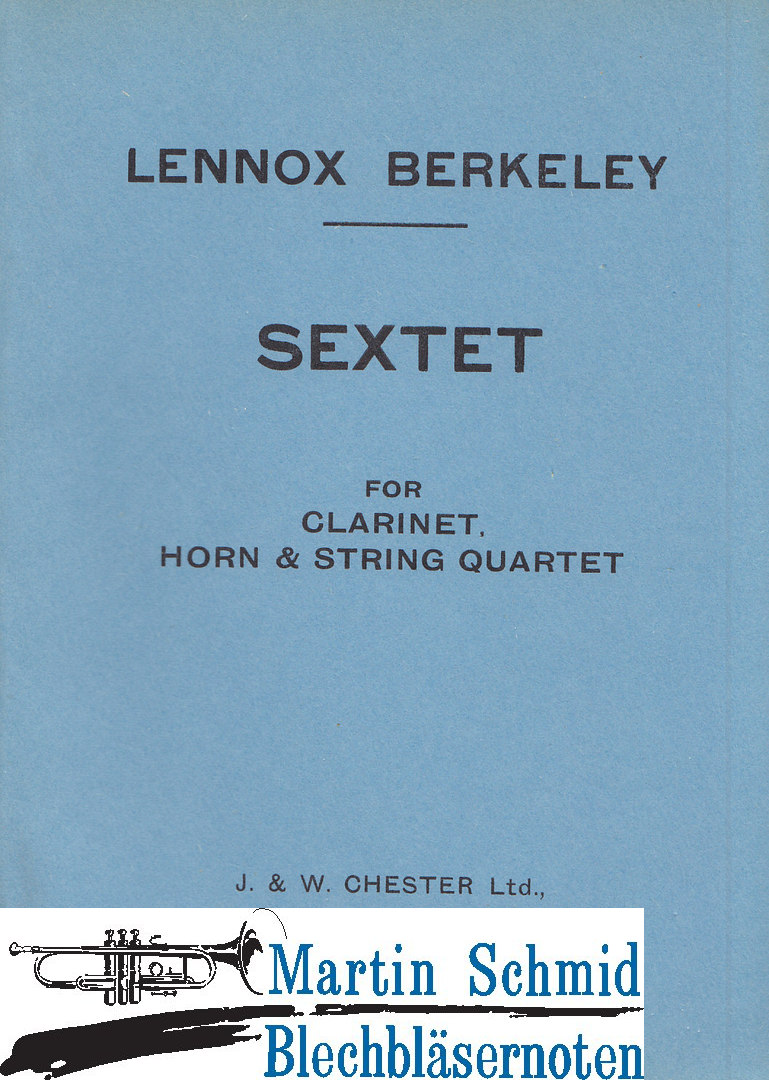 LENNOX BERKELEY
SEXTET
FOR
CLARINET,
HORN & STRING QUARTET
J. & W. CHESTER Ltd.,
Martin Schmid
Blechbläsernoten